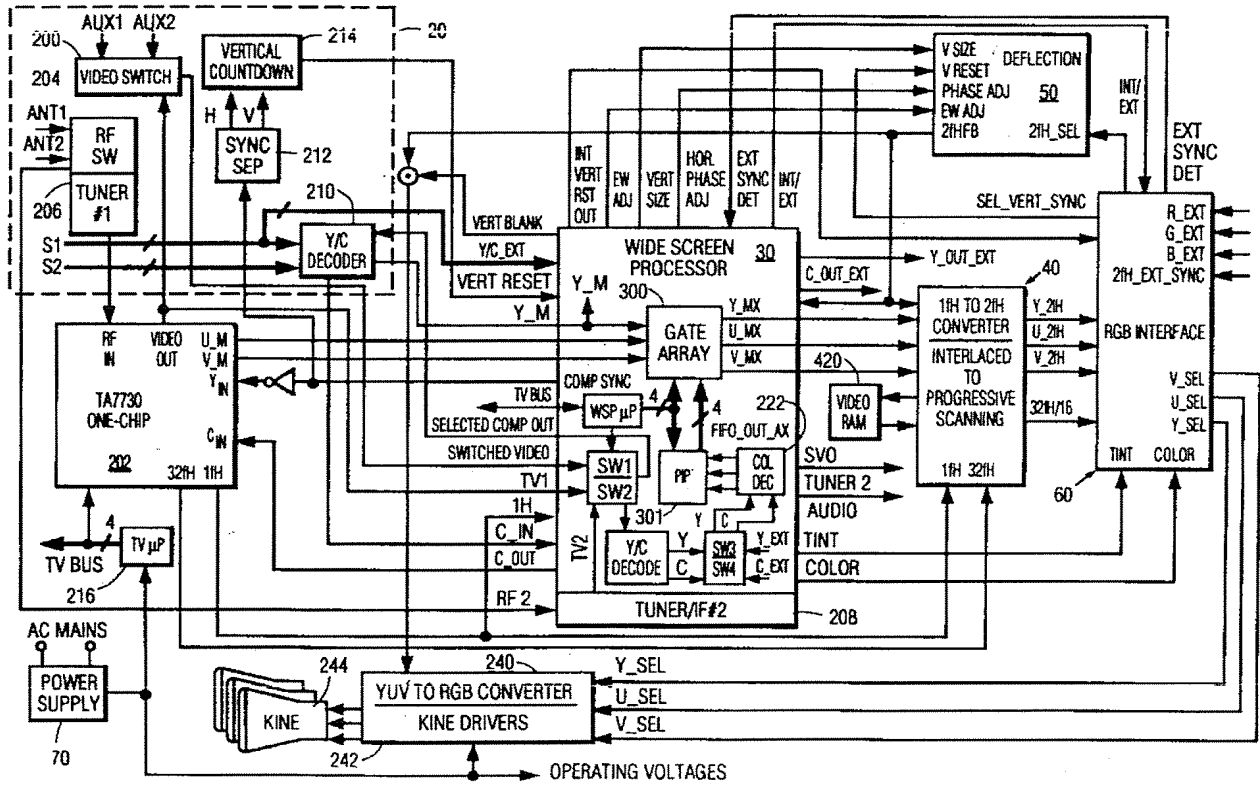 AUX1 AUX2
200
204
VIDEO SWITCH
VERTICAL
COUNTDOWN
214
20
ANT1
ANT2
RF
SW
TUNER
#1
206
H V
SYNC
SEP
212
210
S1
S2
Y/C
DECODER
VERT BLANK
Y/C_EXT
VERT RESET
Y_M
RF
IN
VIDEO
OUT
U_M
V_M
Y IN
TA7730
ONE-CHIP
202
C IN
32fH 1fH
4
TV BUS
TV µP
216
AC MAINS
POWER
SUPPLY
70
COMP SYNC
TV BUS
SELECTED COMP OUT
SWITCHED VIDEO
TV1
1H
C_IN
C_OUT
RF 2
INT
VERT
RST
OUT
EW
ADJ
VERT
SIZE
HOR.
PHASE
ADJ
EXT
SYNC
DET
INT/
EXT
WIDE SCREEN
PROCESSOR
30
Y_M
300
GATE
ARRAY
WSP µP
4
4
FIFO_OUT_AX
222
SW1
SW2
PIP
301
COL
DEC
Y C
TV2
Y/C
DECODE
Y
C
SW3
SW4
Y_EXT
C_EXT
TUNER/IF#2
208
V SIZE
V RESET
PHASE ADJ
EW ADJ
2fHFB
DEFLECTION
50
2fH_SEL
INT/
EXT
EXT
SYNC
DET
SEL_VERT_SYNC
R_EXT
G_EXT
B_EXT
2fH_EXT_SYNC
Y_OUT_EXT
C_OUT_EXT
Y_MX
U_MX
V_MX
40
1fH TO 2fH
CONVERTER
INTERLACED
TO
PROGRESSIVE
SCANNING
1fH 32fH
420
VIDEO
RAM
Y_2fH
U_2fH
V_2fH
32fH/16
RGB INTERFACE
V_SEL
U_SEL
Y_SEL
TINT COLOR
60
SVO
TUNER 2
AUDIO
TINT
COLOR
244
KINE
240
YUV TO RGB CONVERTER
KINE DRIVERS
242
Y_SEL
U_SEL
V_SEL
OPERATING VOLTAGES